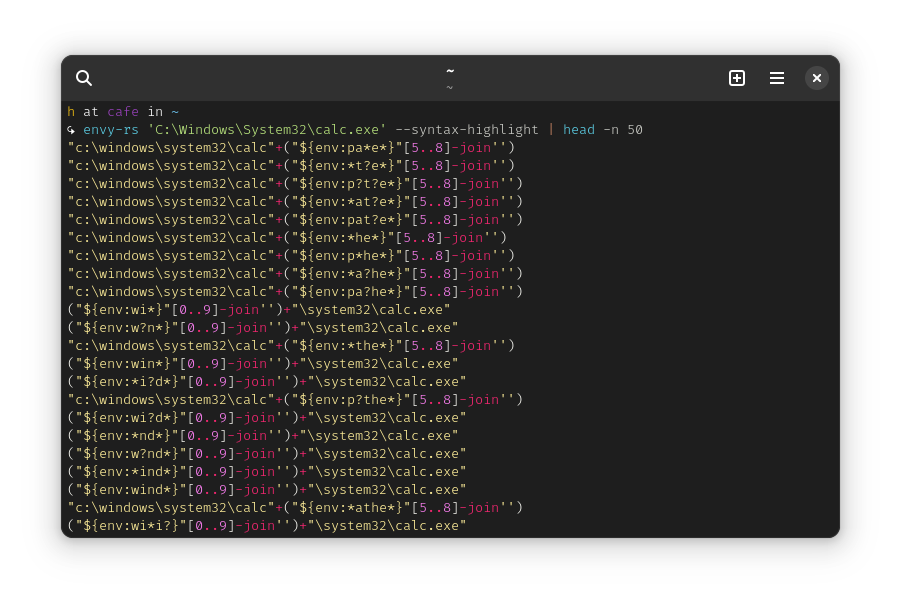 ~
~
h at cafe in ~
↪ envy-rs 'C:\Windows\System32\calc.exe' --syntax-highlight | head -n 50
"c:\windows\system32\calc"+("${env:pa*e*}"[5..8]-join'')
"c:\windows\system32\calc"+("${env:*t?e*}"[5..8]-join'')
"c:\windows\system32\calc"+("${env:p?t?e*}"[5..8]-join'')
"c:\windows\system32\calc"+("${env:*at?e*}"[5..8]-join'')
"c:\windows\system32\calc"+("${env:pat?e*}"[5..8]-join'')
"c:\windows\system32\calc"+("${env:*he*}"[5..8]-join'')
"c:\windows\system32\calc"+("${env:p*he*}"[5..8]-join'')
"c:\windows\system32\calc"+("${env:*a?he*}"[5..8]-join'')
"c:\windows\system32\calc"+("${env:pa?he*}"[5..8]-join'')
("${env:wi*}"[0..9]-join'')+"\system32\calc.exe"
("${env:w?n*}"[0..9]-join'')+"\system32\calc.exe"
"c:\windows\system32\calc"+("${env:*the*}"[5..8]-join'')
("${env:win*}"[0..9]-join'')+"\system32\calc.exe"
("${env:*i?d*}"[0..9]-join'')+"\system32\calc.exe"
"c:\windows\system32\calc"+("${env:p?the*}"[5..8]-join'')
("${env:wi?d*}"[0..9]-join'')+"\system32\calc.exe"
("${env:*nd*}"[0..9]-join'')+"\system32\calc.exe"
("${env:w?nd*}"[0..9]-join'')+"\system32\calc.exe"
("${env:*ind*}"[0..9]-join'')+"\system32\calc.exe"
("${env:wind*}"[0..9]-join'')+"\system32\calc.exe"
"c:\windows\system32\calc"+("${env:*athe*}"[5..8]-join'')
("${env:wi*i?}"[0..9]-join'')+"\system32\calc.exe"